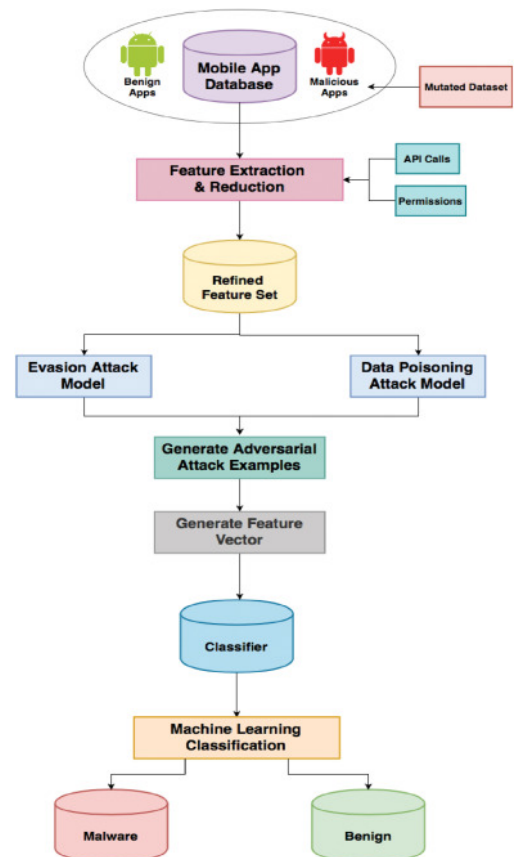 Benign
Apps
Mobile App
Database
Malicious
Apps
Mutated Dataset
Feature Extraction
& Reduction
API Calls
Permissions
Refined
Feature Set
Evasion Attack
Model
Data Poisoning
Attack Model
Generate Adversarial
Attack Examples
Generate Feature
Vector
Classifier
Machine Learning
Classification
Malware
Benign